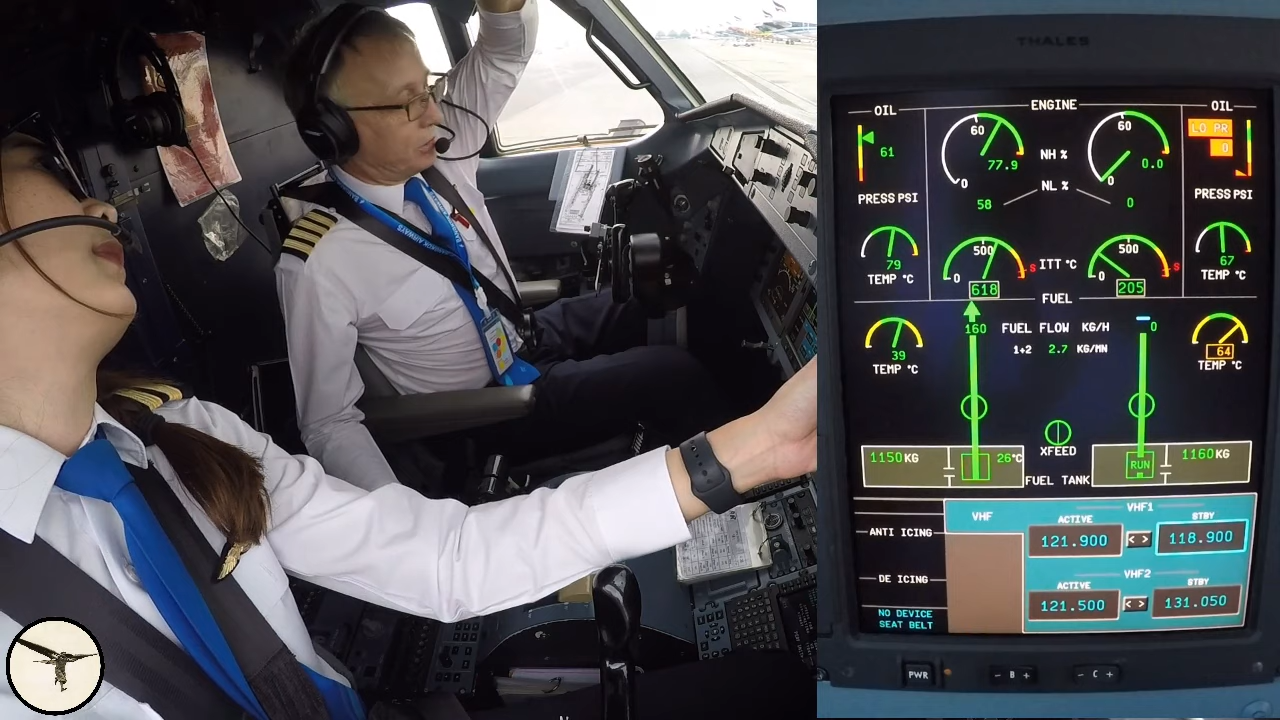 THALES
OIL ENGINE OIL
61
60
77.9
0
NH %
60
0.0
0
LO PR
0
PRESS PSI
NL %
PRESS PSI
58
0
79
TEMP °C
500
0
618
ITT °C
500
0
205
67
TEMP °C
FUEL
160
FUEL FLOW KG/H
0
1+2 2.7 KG/MN
39
TEMP °C
64
TEMP °C
XFEED
1150 KG
26°C
RUN
1160 KG
FUEL TANK
ANTI ICING
DE ICING
NO DEVICE
SEAT BELT
VHF
VHF1
ACTIVE STBY
121.900 < > 118.900
VHF2
ACTIVE STBY
121.500 < > 131.050
PWR
- B +
- C +